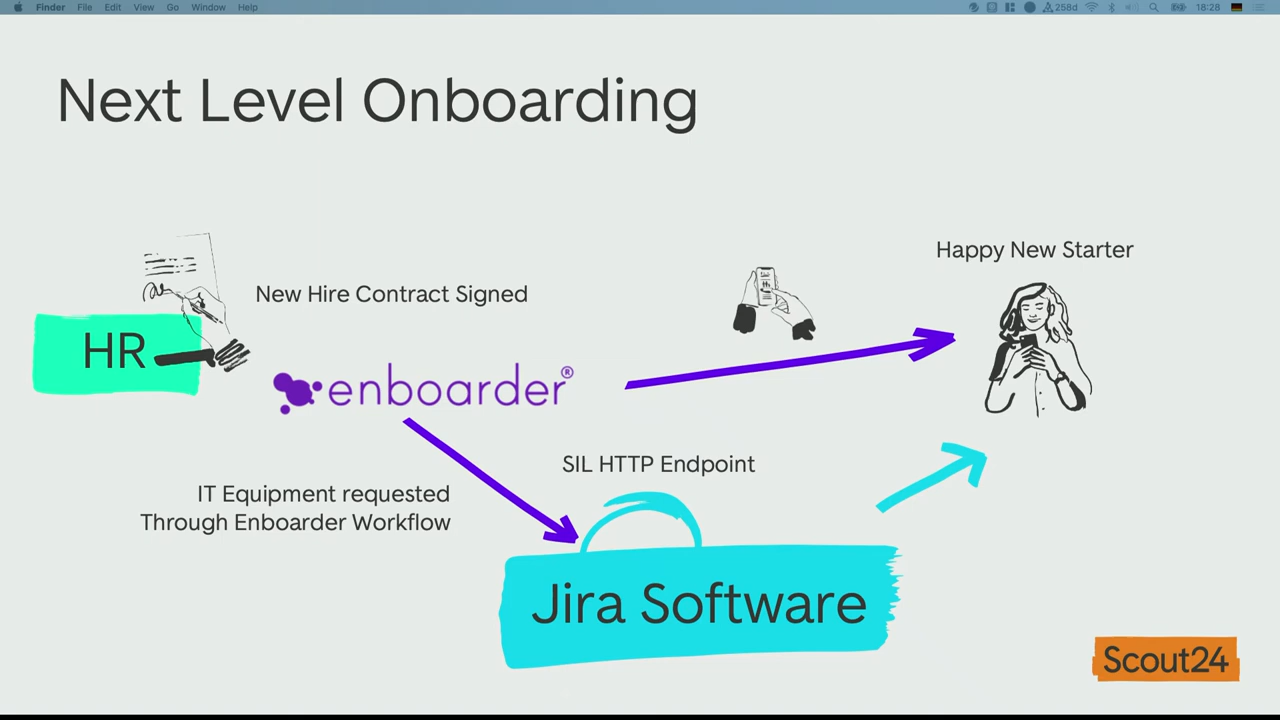 Finder File Edit View Go Window Help 258d 18:28
Next Level Onboarding
Happy New Starter
New Hire Contract Signed
HR
enboarder®
SIL HTTP Endpoint
IT Equipment requested
Through Enboarder Workflow
Jira Software
Scout24